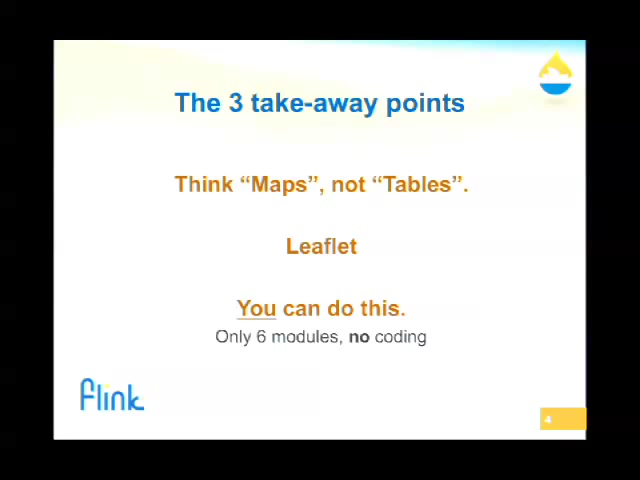 The 3 take-away points
Think “Maps”, not “Tables”.
Leaflet
You can do this.
Only 6 modules, no coding
flink
4